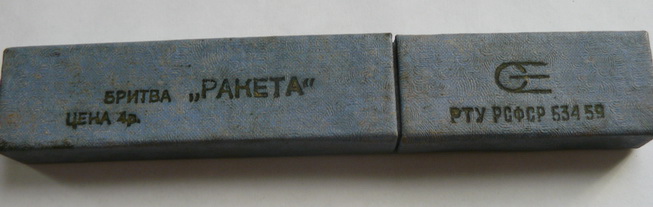 БРИТВА „РАКЕТА“
ЦЕНА 4р.
РТУ РСФСР 534 59